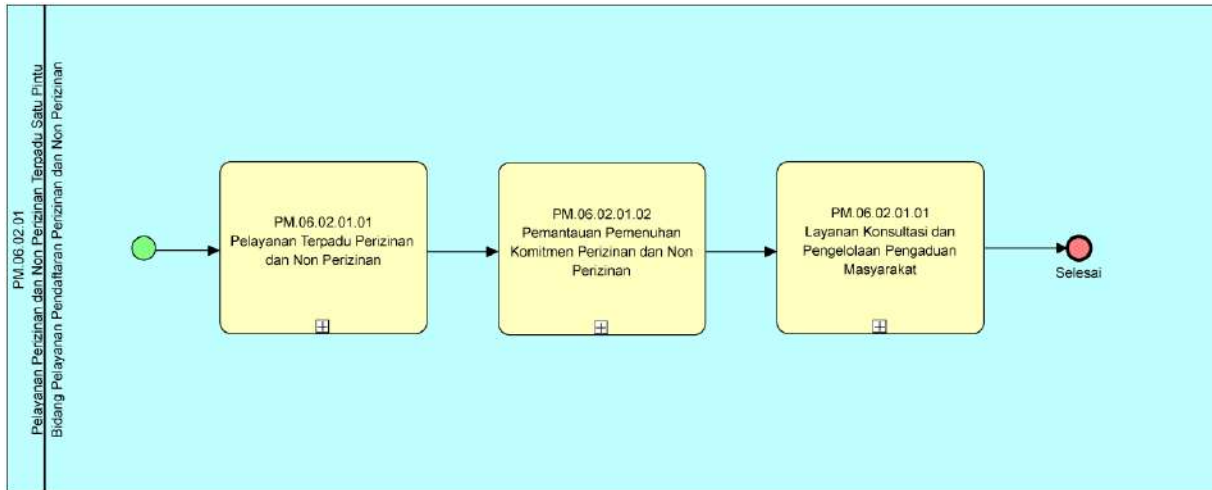 PM.06.02.01
Pelayanan Perizinan dan Non Perizinan Terpadu Satu Pintu
Bidang Pelayanan Pendaftaran Perizinan dan Non Perizinan
PM.06.02.01.01
Pelayanan Terpadu Perizinan
dan Non Perizinan
PM.06.02.01.02
Pemantauan Pemenuhan
Komitmen Perizinan dan Non
Perizinan
PM.06.02.01.01
Layanan Konsultasi dan
Pengelolaan Pengaduan
Masyarakat
Selesai